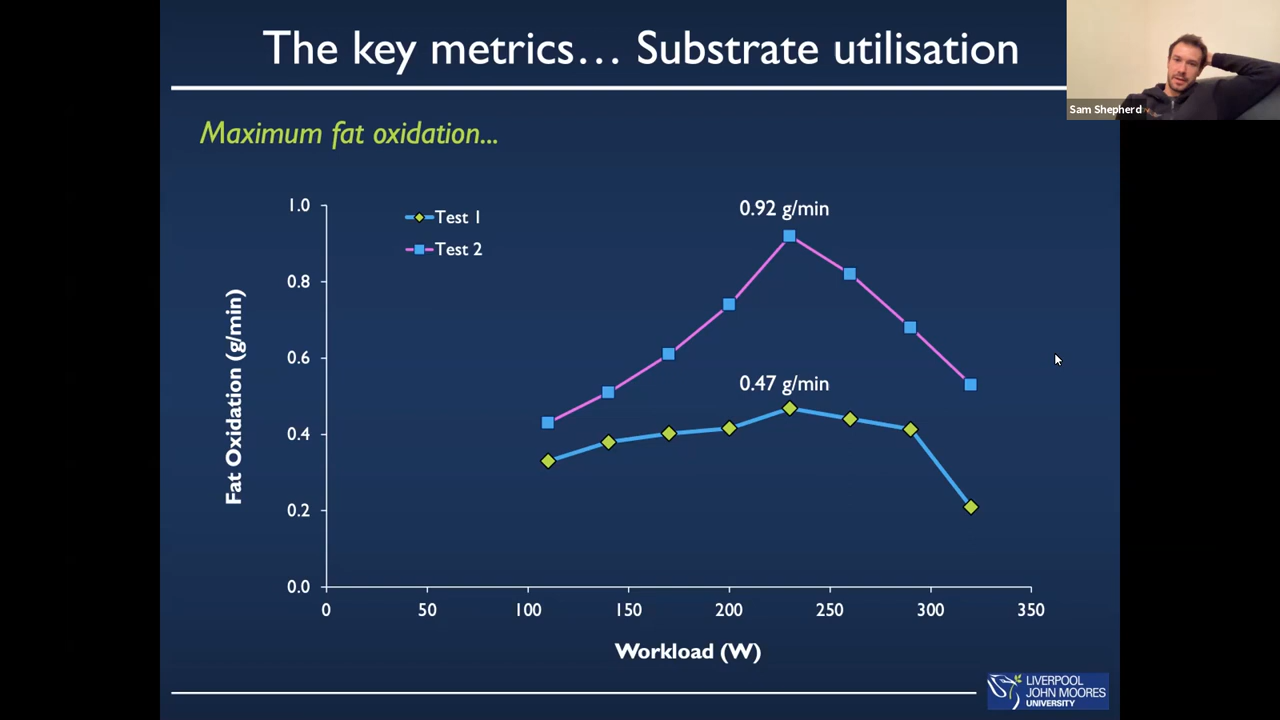 The key metrics… Substrate utilisation
Sam Shepherd
Maximum fat oxidation...
1.0
0.8
0.6
0.4
0.2
0.0
Fat Oxidation (g/min)
Test 1
Test 2
0.92 g/min
0.47 g/min
0
50
100
150
200
250
300
350
Workload (W)
LIVERPOOL
JOHN MOORES
UNIVERSITY